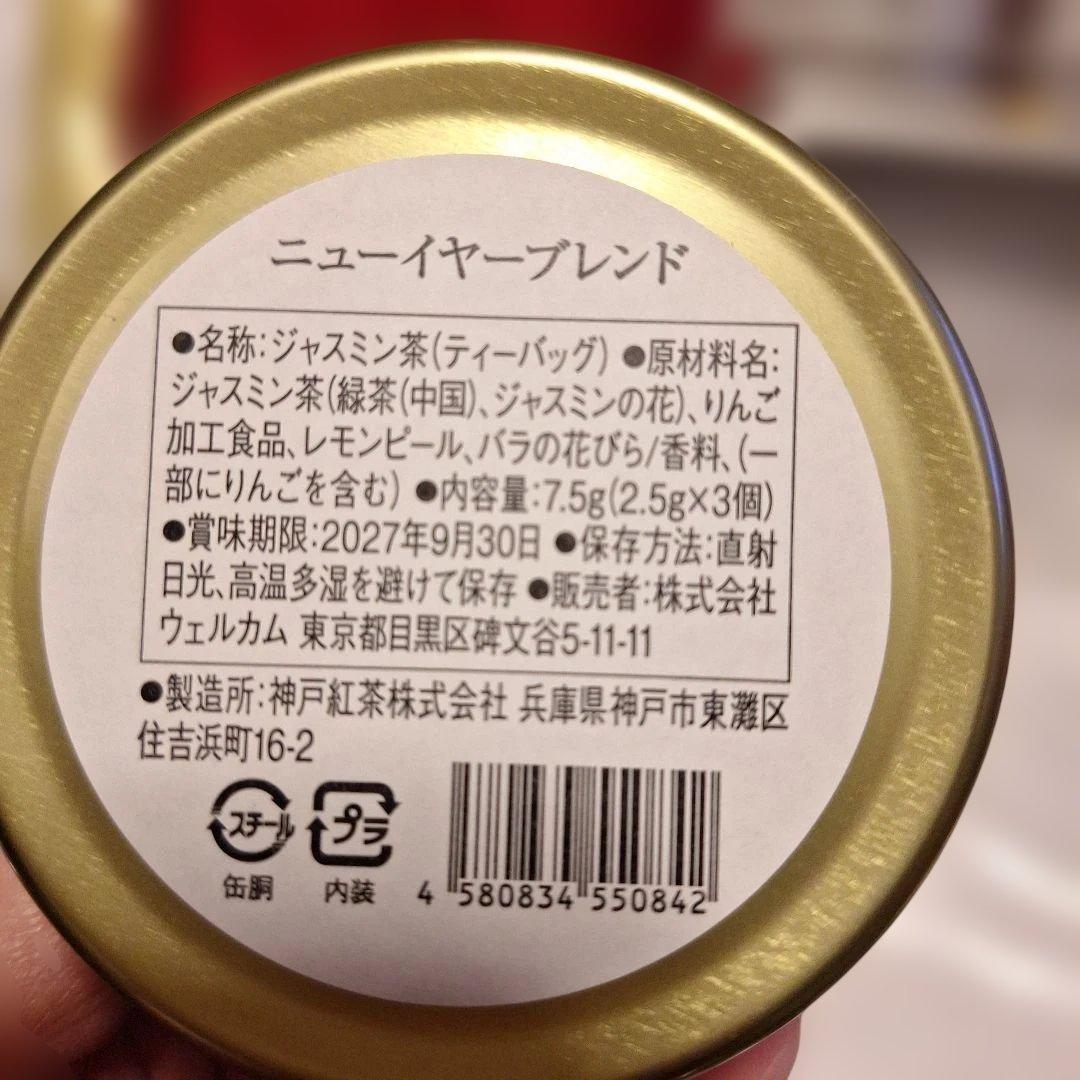 ニューイヤーブレンド
●名称:ジャスミン茶(ティーバッグ) ●原材料名:
ジャスミン茶(緑茶(中国)、ジャスミンの花)、りんご
加工食品、レモンピール、バラの花びら/香料、(一
部にりんごを含む) ●内容量:7.5g(2.5g×3個)
●賞味期限:2027年9月30日 ●保存方法:直射
日光、高温多湿を避けて保存 ●販売者:株式会社
ウェルカム 東京都目黒区碑文谷5-11-11
●製造所:神戸紅茶株式会社 兵庫県神戸市東灘区
住吉浜町16-2
スチール プラ
缶胴 内装
4 580834 550842